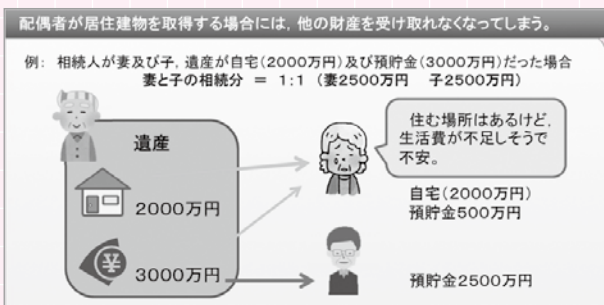 配偶者が居住建物を取得する場合には,他の財産を受け取れなくなってしまう。
例: 相続人が妻及び子,遺産が自宅(2000万円)及び預貯金(3000万円)だった場合
妻と子の相続分 = 1:1 (妻2500万円 子2500万円)
遺産
2000万円
¥
3000万円
住む場所はあるけど,
生活費が不足しそうで
不安。
自宅(2000万円)
預貯金500万円
預貯金2500万円